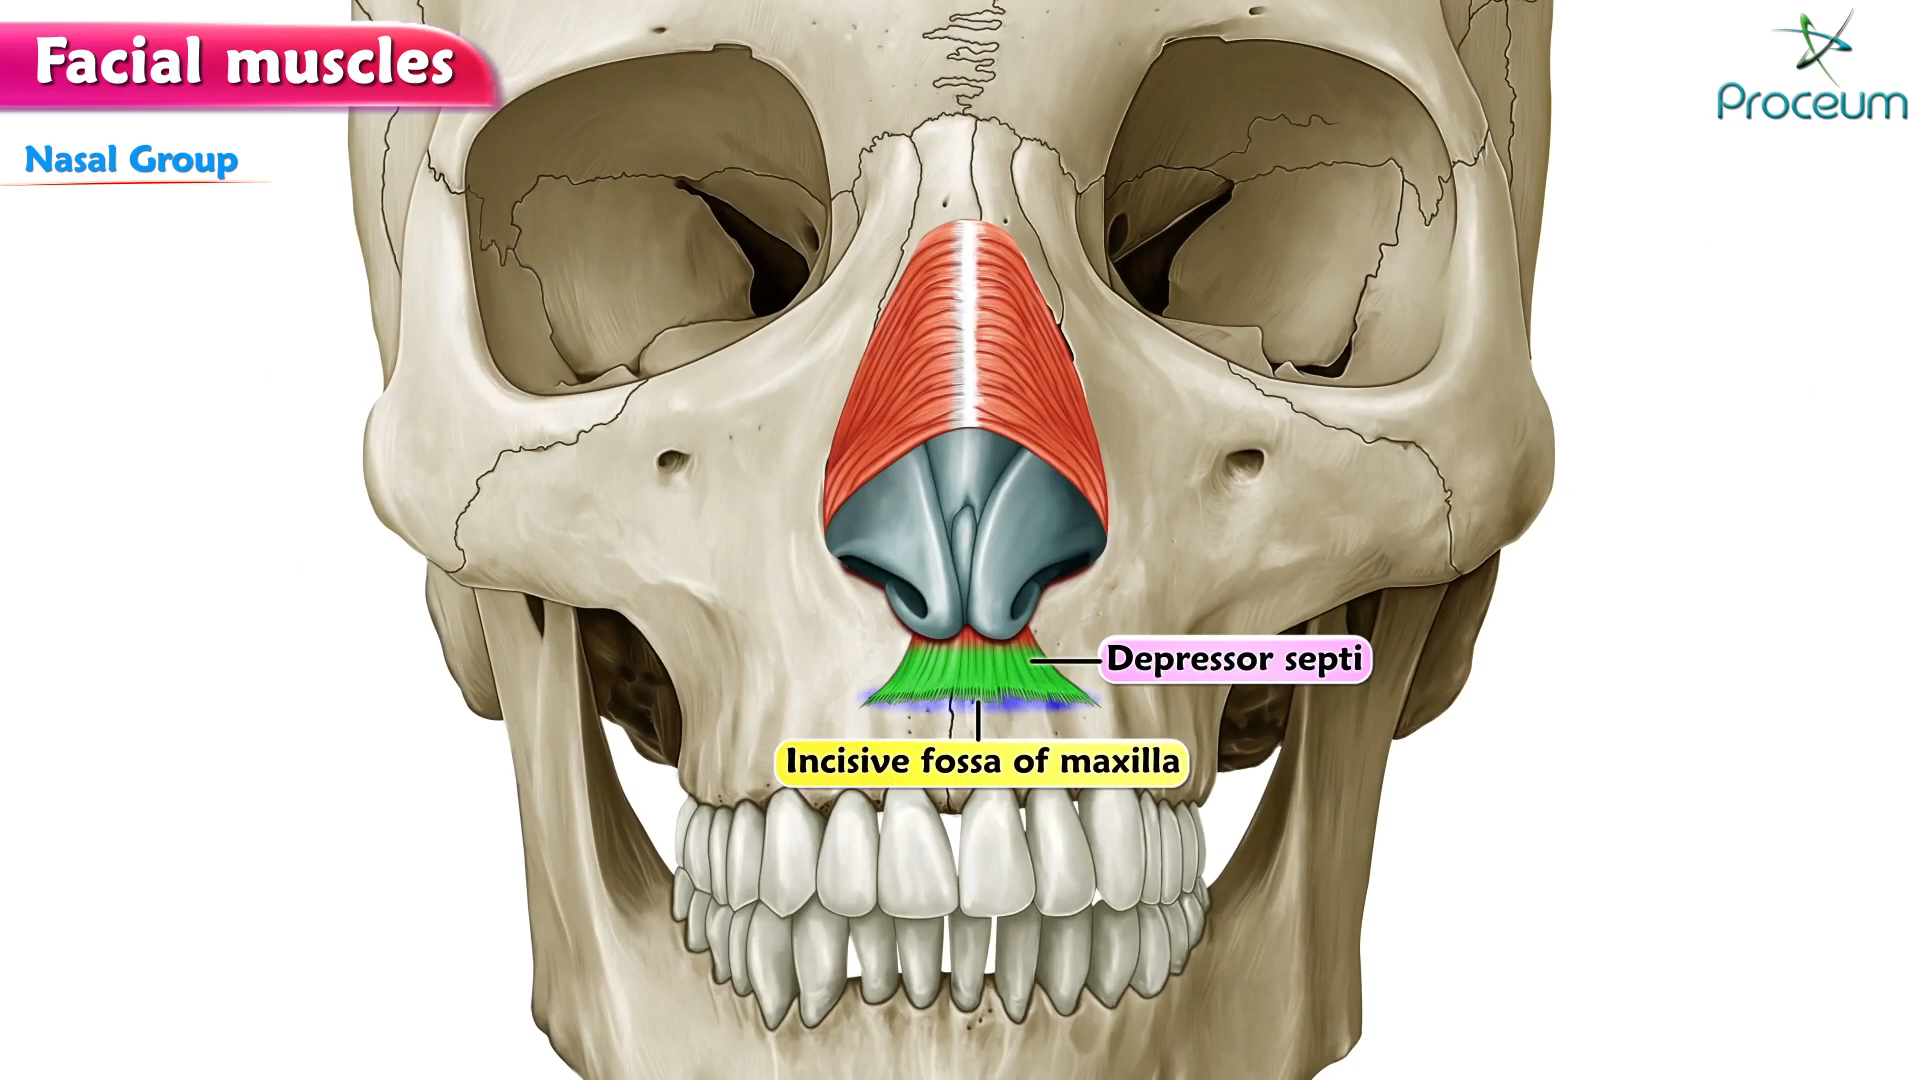 Facial muscles
Proceum
Nasal Group
Depressor septi
Incisive fossa of maxilla